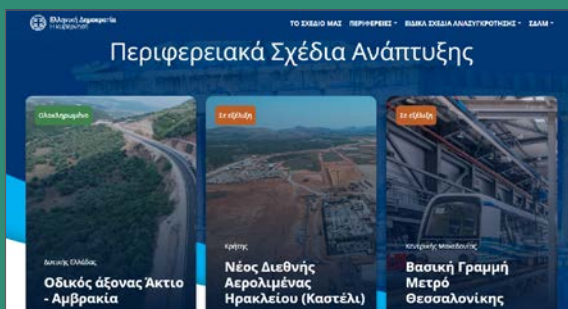 Ελληνική Δημοκρατία
Η κυβέρνηση
ΤΟ ΣΧΕΔΙΟ ΜΑΣ ΠΕΡΙΦΕΡΕΙΕΣ ΕΙΔΙΚΑ ΣΧΕΔΙΑ ΑΝΑΣΥΓΚΡΟΤΗΣΗΣ ΣΔΑΜ
Περιφερειακά Σχέδια Ανάπτυξης
Ολοκληρωμένο
Σε εξέλιξη
Σε εξέλιξη
Δυτικής Ελλάδας
Οδικός άξονας Άκτιο
- Αμβρακία
Κρήτης
Νέος Διεθνής
Αερολιμένας
Ηρακλείου (Καστέλι)
Κεντρικής Μακεδονίας
Βασική Γραμμή
Μετρό
Θεσσαλονίκης